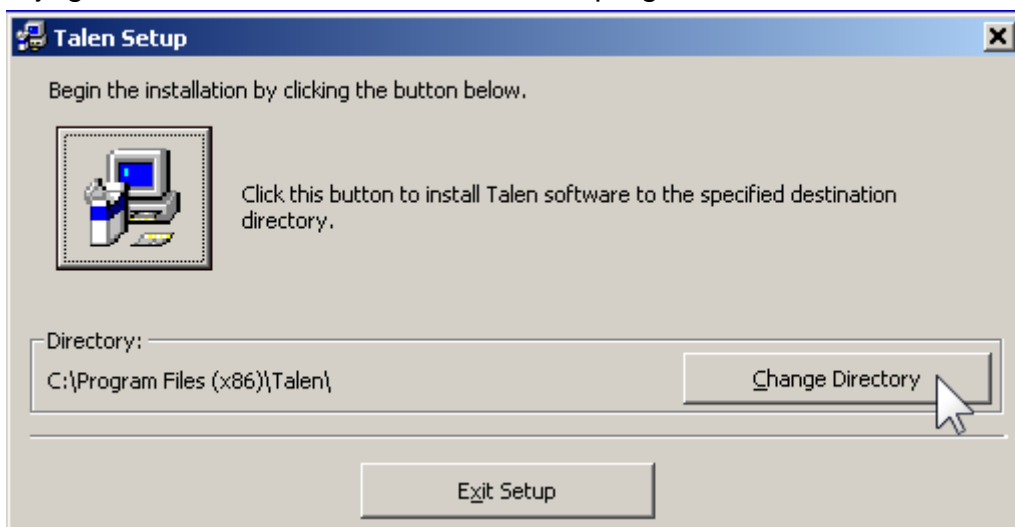 Talen Setup
Begin the installation by clicking the button below.
Click this button to install Talen software to the specified destination
directory.
Directory:
C:\Program Files (x86)\Talen\
Change Directory
Exit Setup